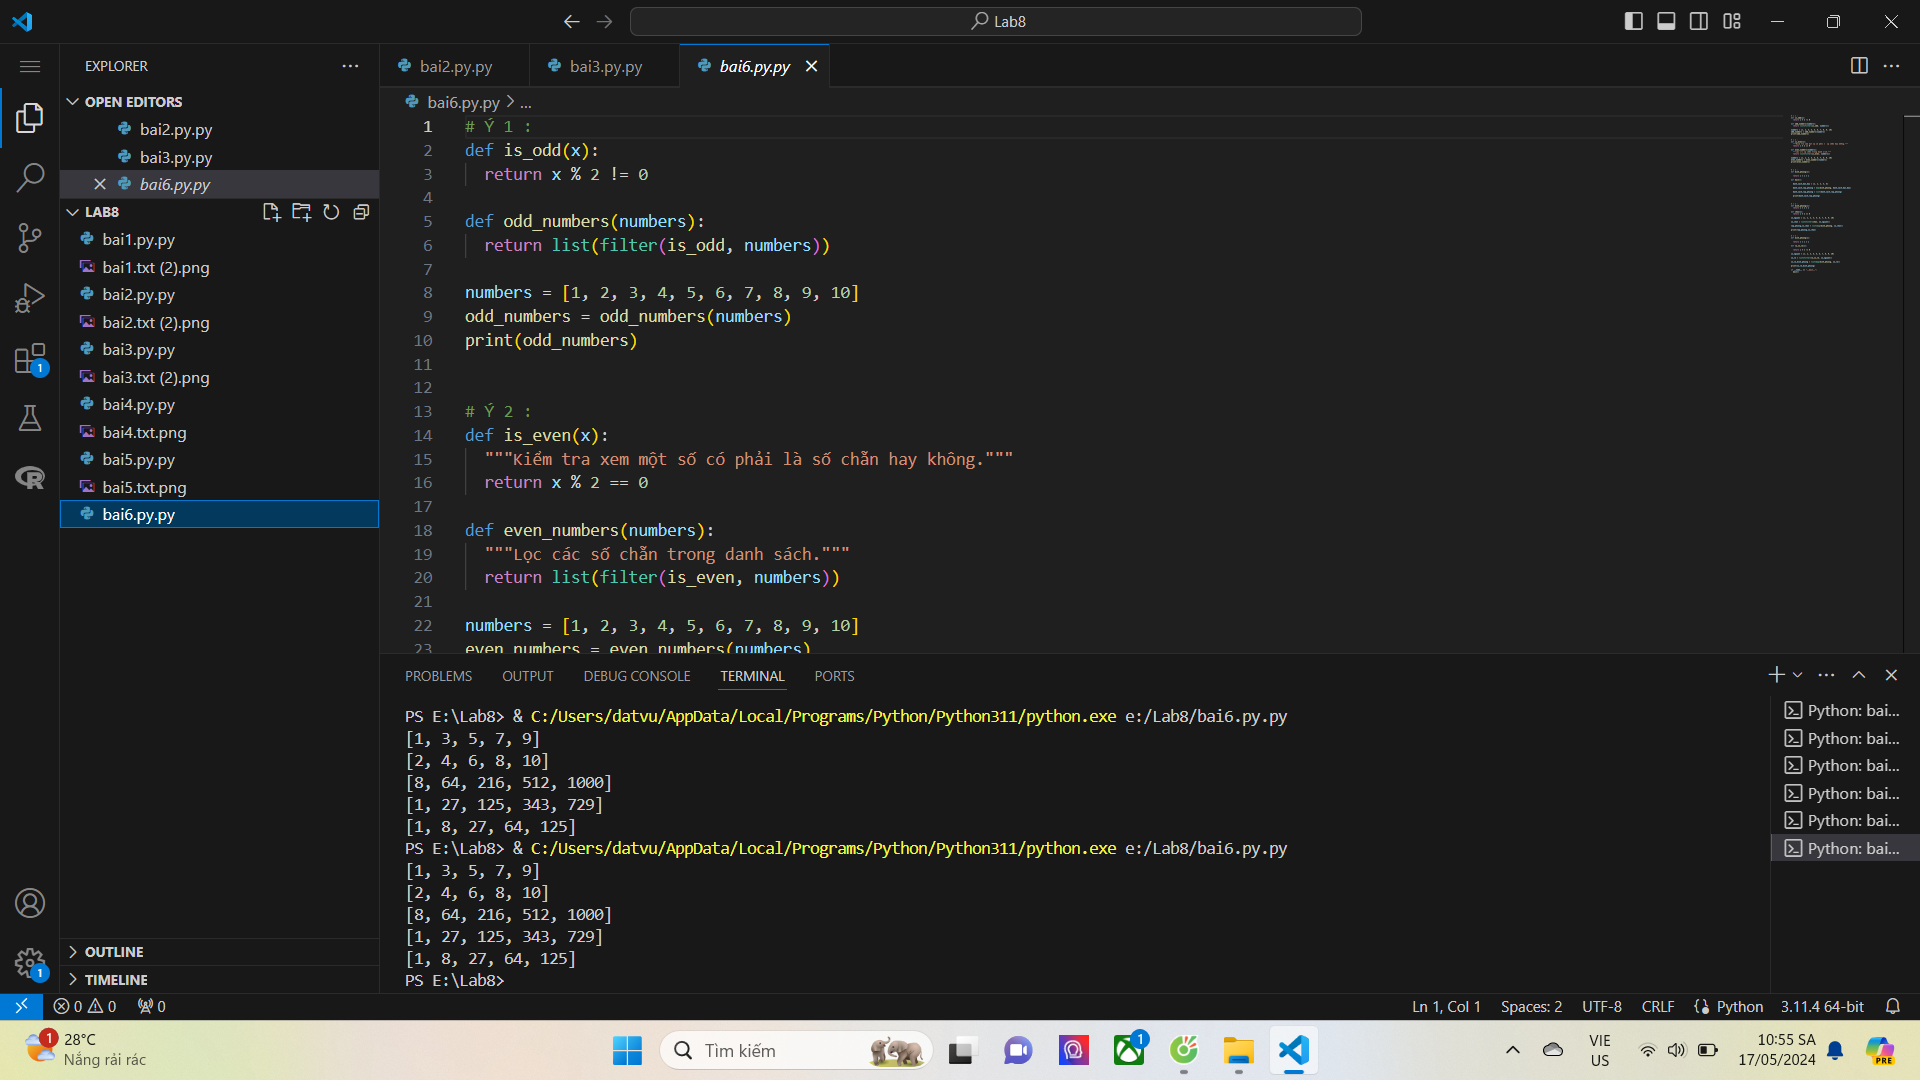 Lab8
EXPLORER
bai2.py.py
bai3.py.py
bai6.py.py
OPEN EDITORS
bai2.py.py
bai3.py.py
bai6.py.py
LAB8
bai1.py.py
bai1.txt (2).png
bai2.py.py
bai2.txt (2).png
bai3.py.py
bai3.txt (2).png
bai4.py.py
bai4.txt.png
bai5.py.py
bai5.txt.png
bai6.py.py
OUTLINE
TIMELINE
1
1
bai6.py.py > ...
1 # Ý 1 :
2 def is_odd(x):
3 return x % 2 != 0
4
5 def odd_numbers(numbers):
6 return list(filter(is_odd, numbers))
7
8 numbers = [1, 2, 3, 4, 5, 6, 7, 8, 9, 10]
9 odd_numbers = odd_numbers(numbers)
10 print(odd_numbers)
11
12
13 # Ý 2 :
14 def is_even(x):
15 """Kiểm tra xem một số có phải là số chẵn hay không."""
16 return x % 2 == 0
17
18 def even_numbers(numbers):
19 """Lọc các số chẵn trong danh sách."""
20 return list(filter(is_even, numbers))
21
22 numbers = [1, 2, 3, 4, 5, 6, 7, 8, 9, 10]
23 even_numbers = even_numbers(numbers)
PROBLEMS OUTPUT DEBUG CONSOLE TERMINAL PORTS
PS E:\Lab8> & C:/Users/datvu/AppData/Local/Programs/Python/Python311/python.exe e:/Lab8/bai6.py.py
[1, 3, 5, 7, 9]
[2, 4, 6, 8, 10]
[8, 64, 216, 512, 1000]
[1, 27, 125, 343, 729]
[1, 8, 27, 64, 125]
PS E:\Lab8> & C:/Users/datvu/AppData/Local/Programs/Python/Python311/python.exe e:/Lab8/bai6.py.py
[1, 3, 5, 7, 9]
[2, 4, 6, 8, 10]
[8, 64, 216, 512, 1000]
[1, 27, 125, 343, 729]
[1, 8, 27, 64, 125]
PS E:\Lab8>
Python: bai...
Python: bai...
Python: bai...
Python: bai...
Python: bai...
Python: bai...
0 0 0
Ln 1, Col 1 Spaces: 2 UTF-8 CRLF Python 3.11.4 64-bit
1
28°C
Nắng rải rác
Tìm kiếm
1
VIE
US
10:55 SA
17/05/2024
PRE